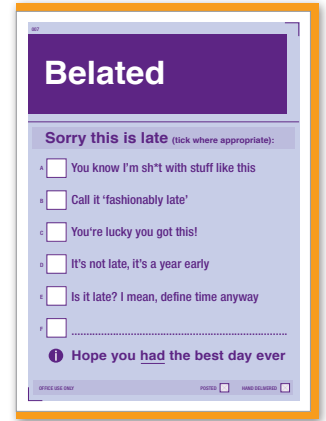 007
Belated
Sorry this is late (tick where appropriate):
A You know I'm sh*t with stuff like this
B Call it ‘fashionably late’
C You‘re lucky you got this!
D It's not late, it's a year early
E Is it late? I mean, define time anyway
F ..............................................................
i Hope you had the best day ever
OFFICE USE ONLY POSTED HAND DELIVERED